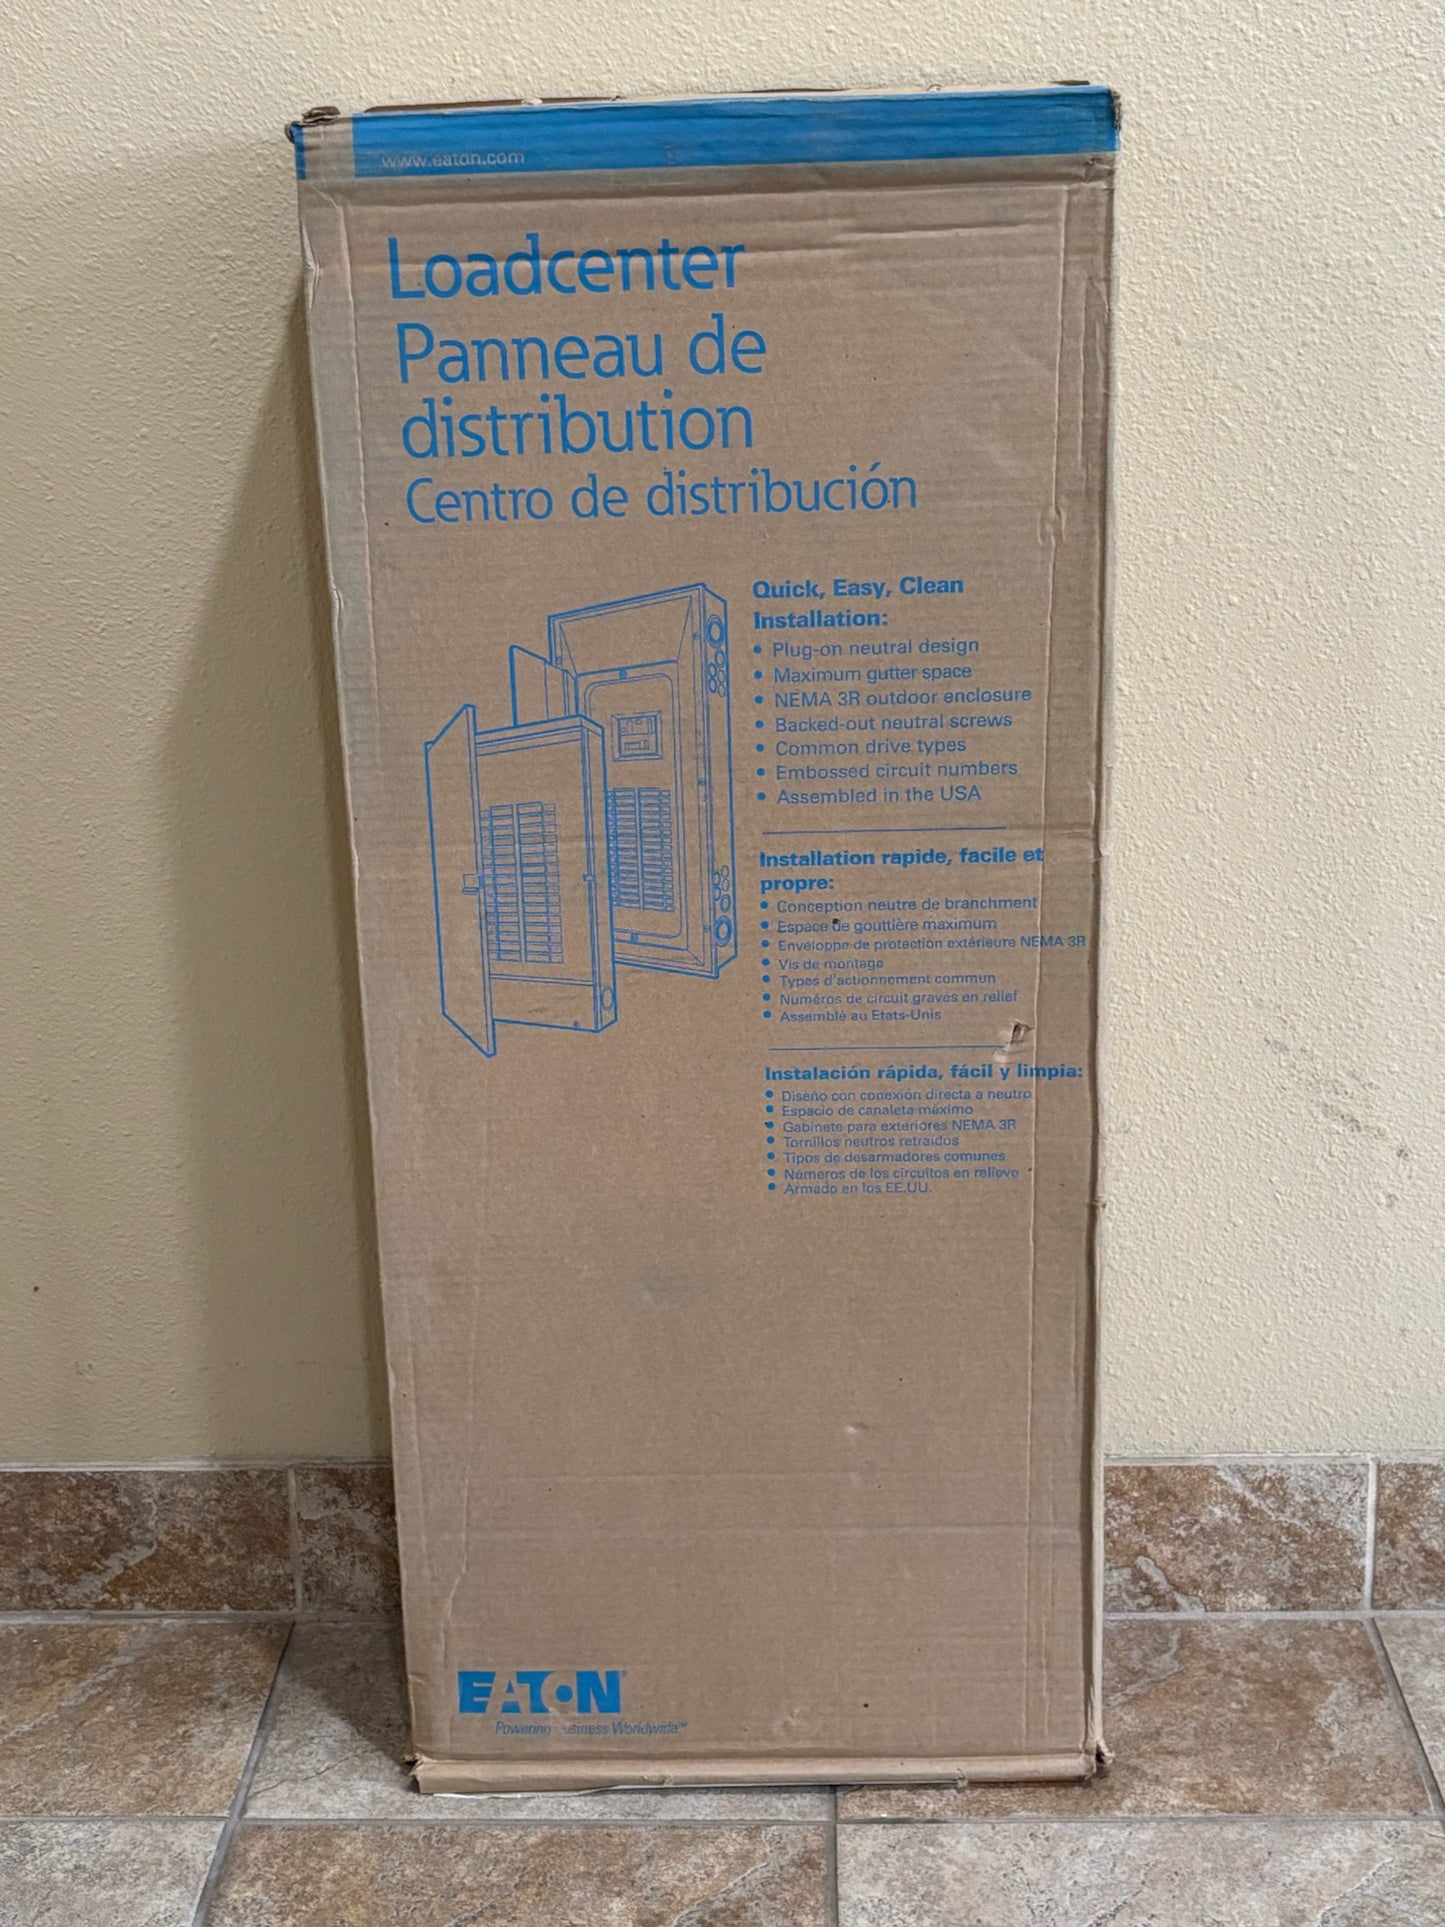 www.eaton.com
Loadcenter
Panneau de
distribution
Centro de distribución
Quick, Easy, Clean
Installation:
• Plug-on neutral design
• Maximum gutter space
• NEMA 3R outdoor enclosure
• Backed-out neutral screws
• Common drive types
• Embossed circuit numbers
• Assembled in the USA
Installation rapide, facile et
propre:
• Conception neutre de branchment
• Espace de gouttière maximum
• Enveloppe de protection extérieure NEMA 3R
• Vis de montage
• Types d'actionnement commun
• Numéros de circuit gravés en relief
• Assemblé au Etats-Unis
Instalación rápida, fácil y limpia:
• Diseño con conexión directa a neutro
• Espacio de canaleta máximo
• Gabinete para exteriores NEMA 3R
• Tornillos neutros retraídos
• Tipos de desarmadores comunes
• Números de los circuitos en relieve
• Armado en los EE.UU.
EATON®
Powering Business Worldwide℠